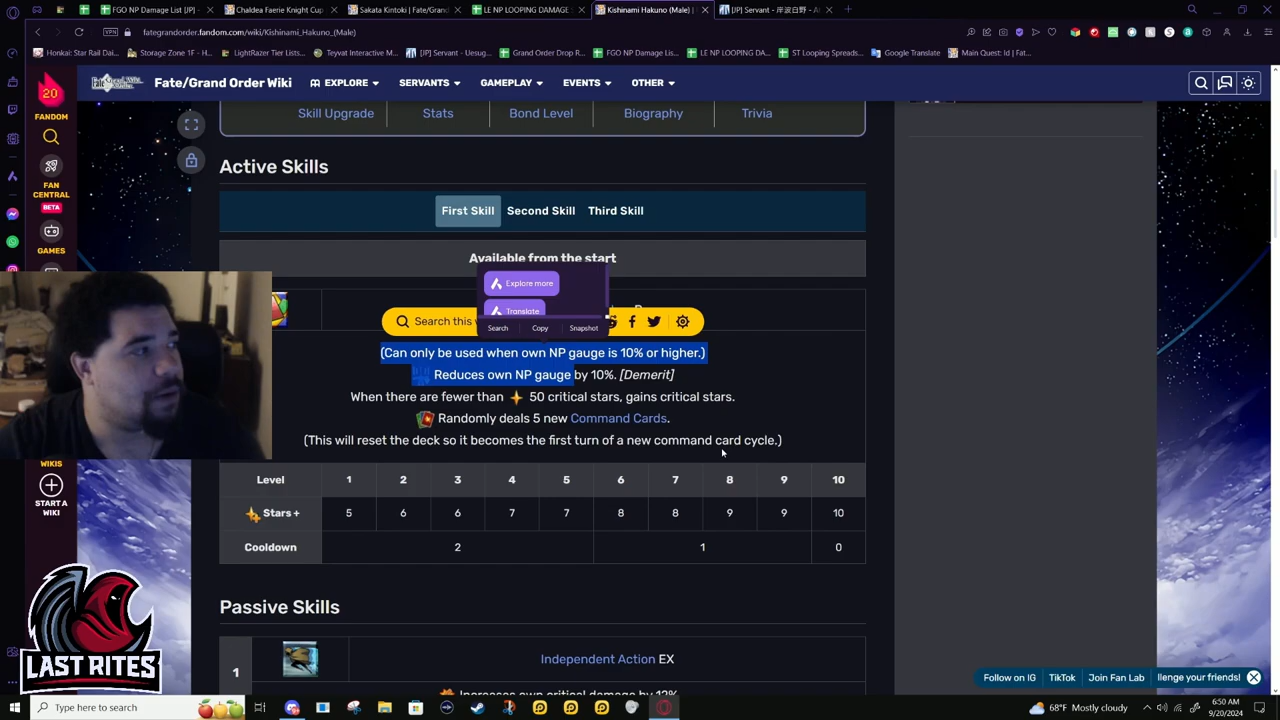 FGO NP Damage List [JP] -
Chaldea Faerie Knight Cup
Sakata Kintoki | Fate/Grand
LE NP LOOPING DAMAGE
Kishinami Hakuno (Male) |
[JP] Servant - 岸波白野 -
VPN
fategrandorder.fandom.com/wiki/Kishinami_Hakuno_(Male)
Honkai: Star Rail Dai...
Storage Zone 1F - H...
LightRazer Tier Lists...
Teyvat Interactive M...
[JP] Servant - Uesug...
Grand Order Drop R...
FGO NP Damage Lis...
LE NP LOOPING DA...
ST Looping Spreads...
Google Translate
Main Quest: Id | Fat...
20
FANDOM
FAN
CENTRAL
BETA
GAMES
WIKIS
START A
WIKI
Fate/Grand Order Wiki
EXPLORE
SERVANTS
GAMEPLAY
EVENTS
OTHER
Skill Upgrade
Stats
Bond Level
Biography
Trivia
Active Skills
First Skill
Second Skill
Third Skill
Available from the start
Explore more
Translate
Search this
Search
Copy
Snapshot
(Can only be used when own NP gauge is 10% or higher.)
Reduces own NP gauge by 10%. [Demerit]
When there are fewer than 50 critical stars, gains critical stars.
Randomly deals 5 new Command Cards.
(This will reset the deck so it becomes the first turn of a new command card cycle.)
Level 1 2 3 4 5 6 7 8 9 10
Stars + 5 6 6 7 7 8 8 9 9 10
Cooldown 2 1 0
Passive Skills
1
Independent Action EX
Increases own critical damage by 12%
LAST RITES
Follow on IG
TikTok
Join Fan Lab
llenge your friends!
Type here to search
68°F Mostly cloudy
6:50 AM
9/20/2024